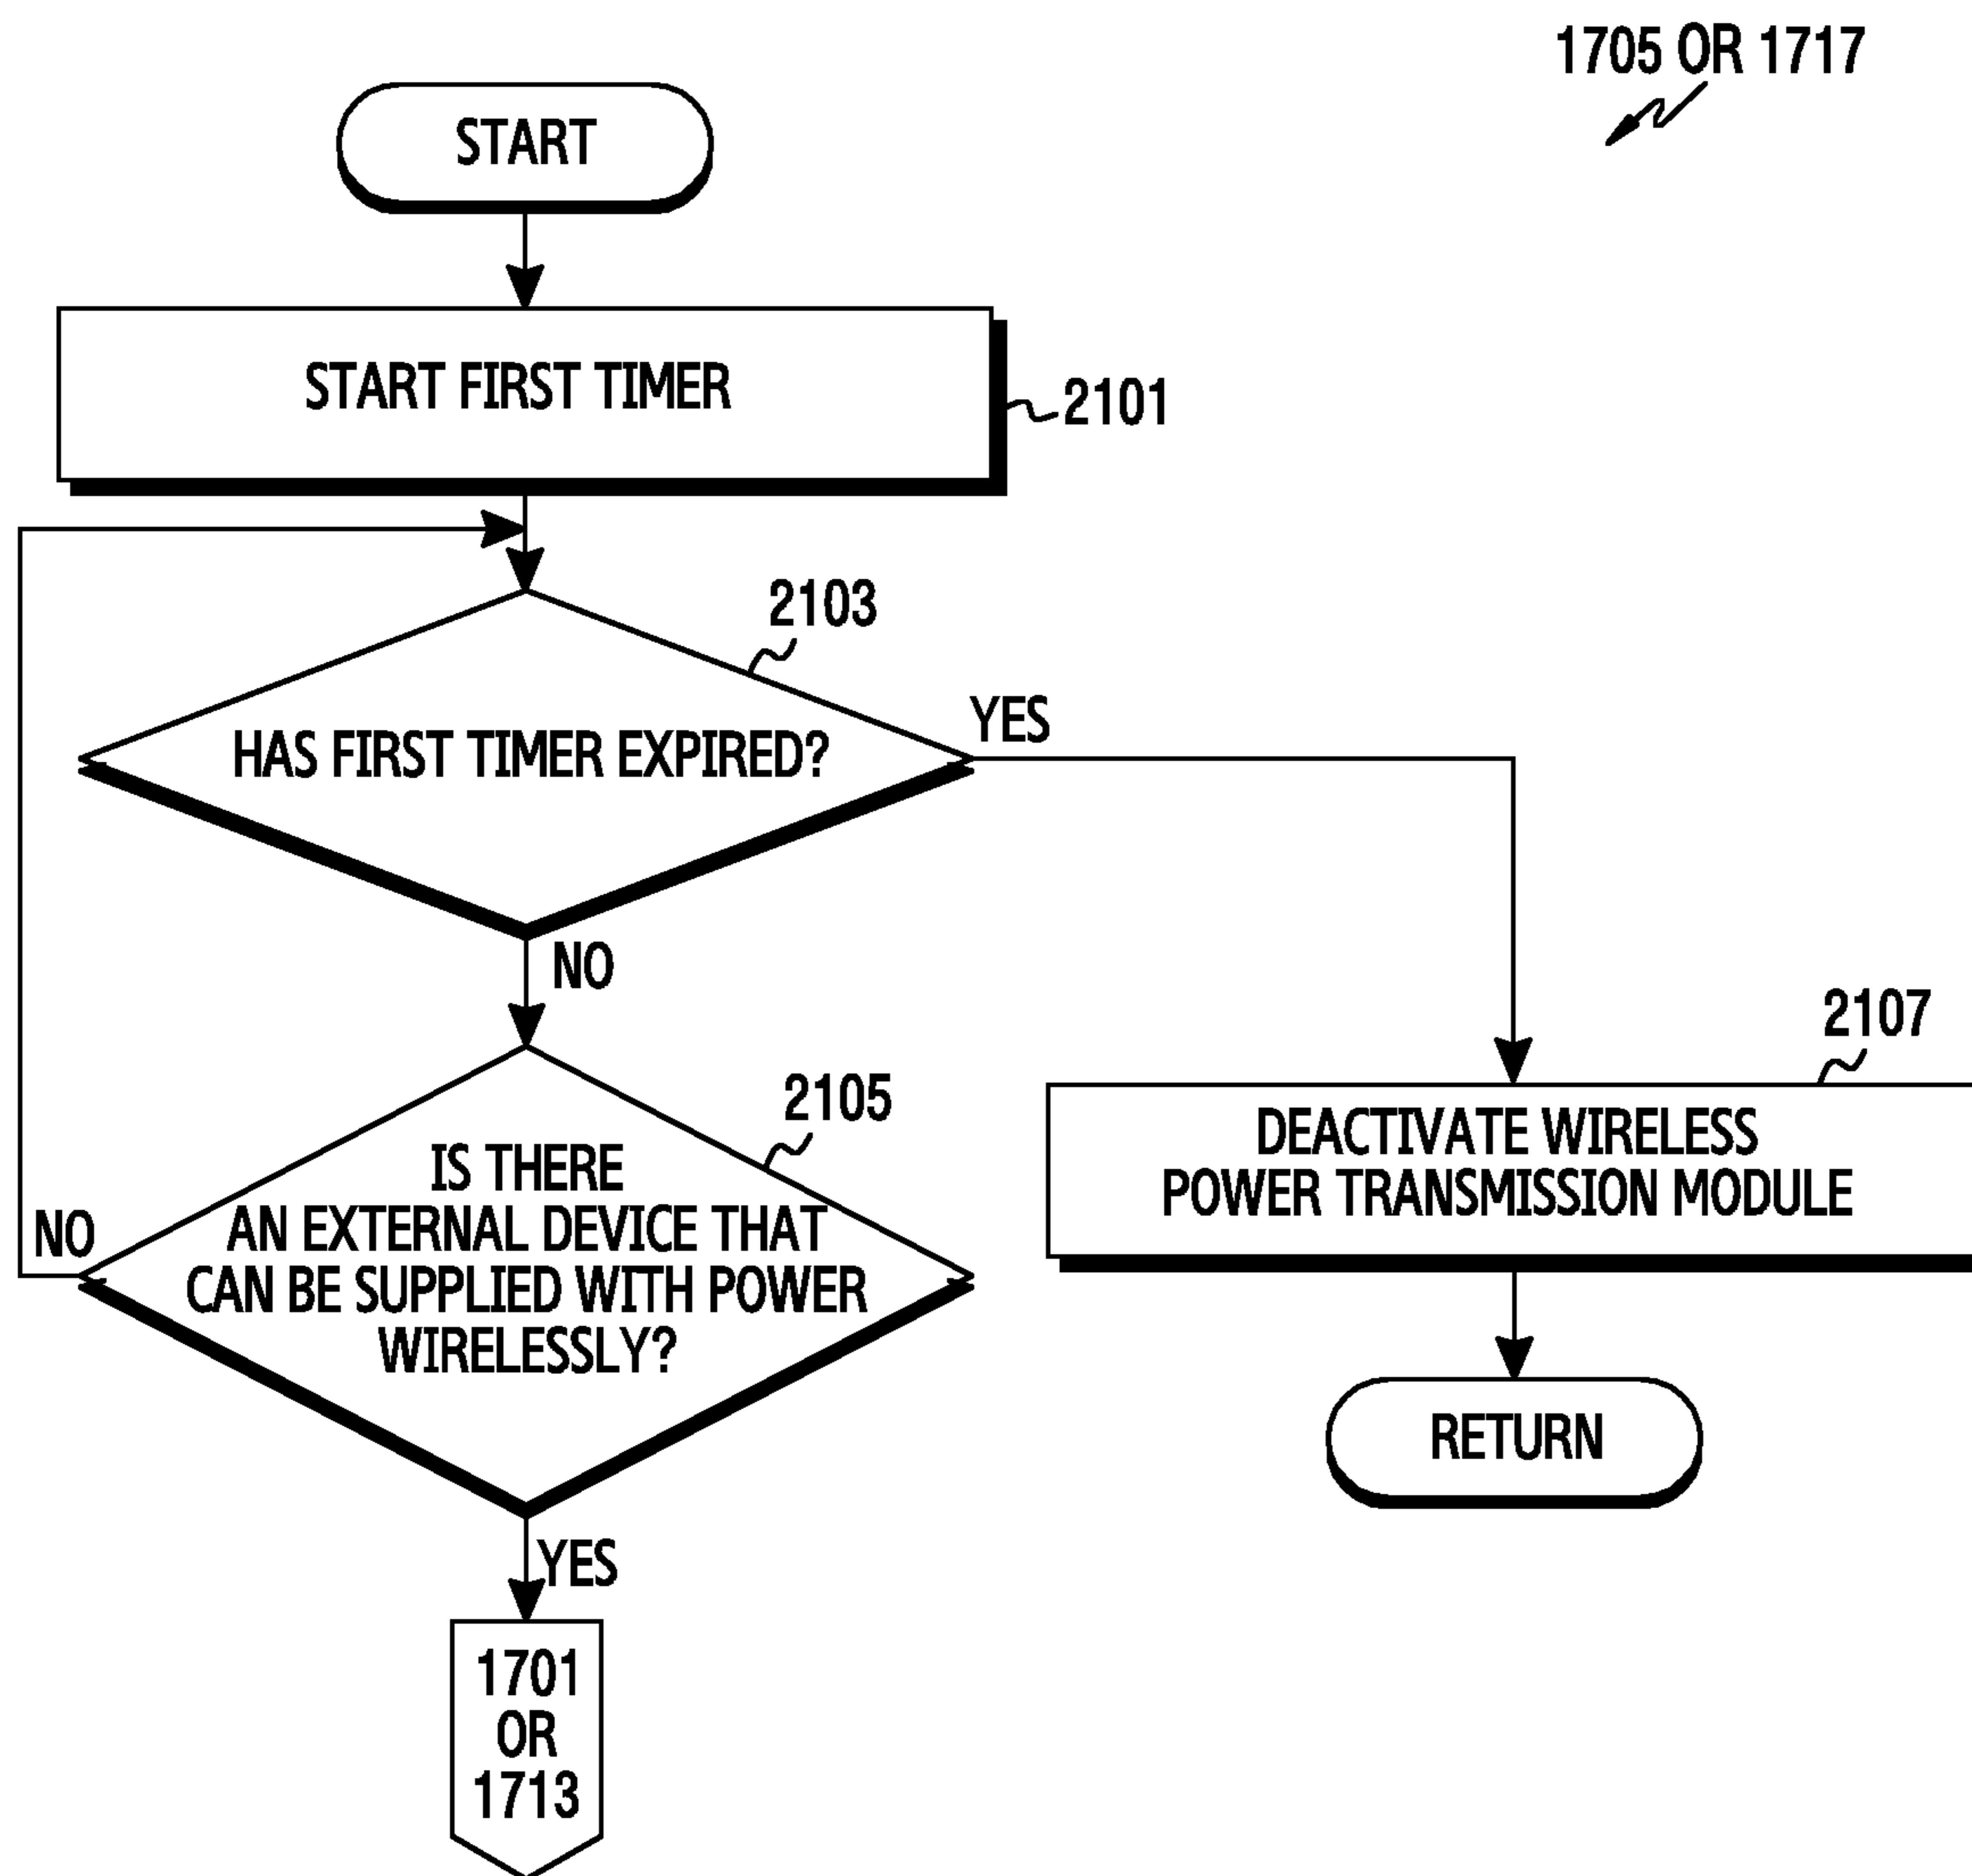 1705 OR 1717
START
START FIRST TIMER
2101
2103
HAS FIRST TIMER EXPIRED?
YES
NO
2105
IS THERE
AN EXTERNAL DEVICE THAT
CAN BE SUPPLIED WITH POWER
WIRELESSLY?
NO
YES
1701
OR
1713
2107
DEACTIVATE WIRELESS
POWER TRANSMISSION MODULE
RETURN